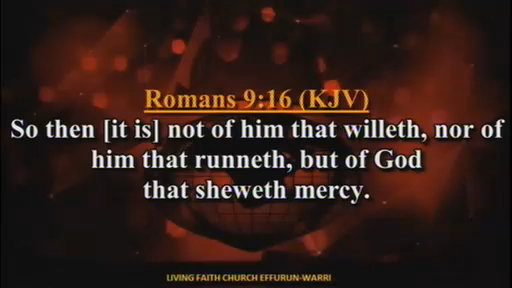 Romans 9:16 (KJV)
So then [it is] not of him that willeth, nor of
him that runneth, but of God
that sheweth mercy.
LIVING FAITH CHURCH EFFURUN-WARRI